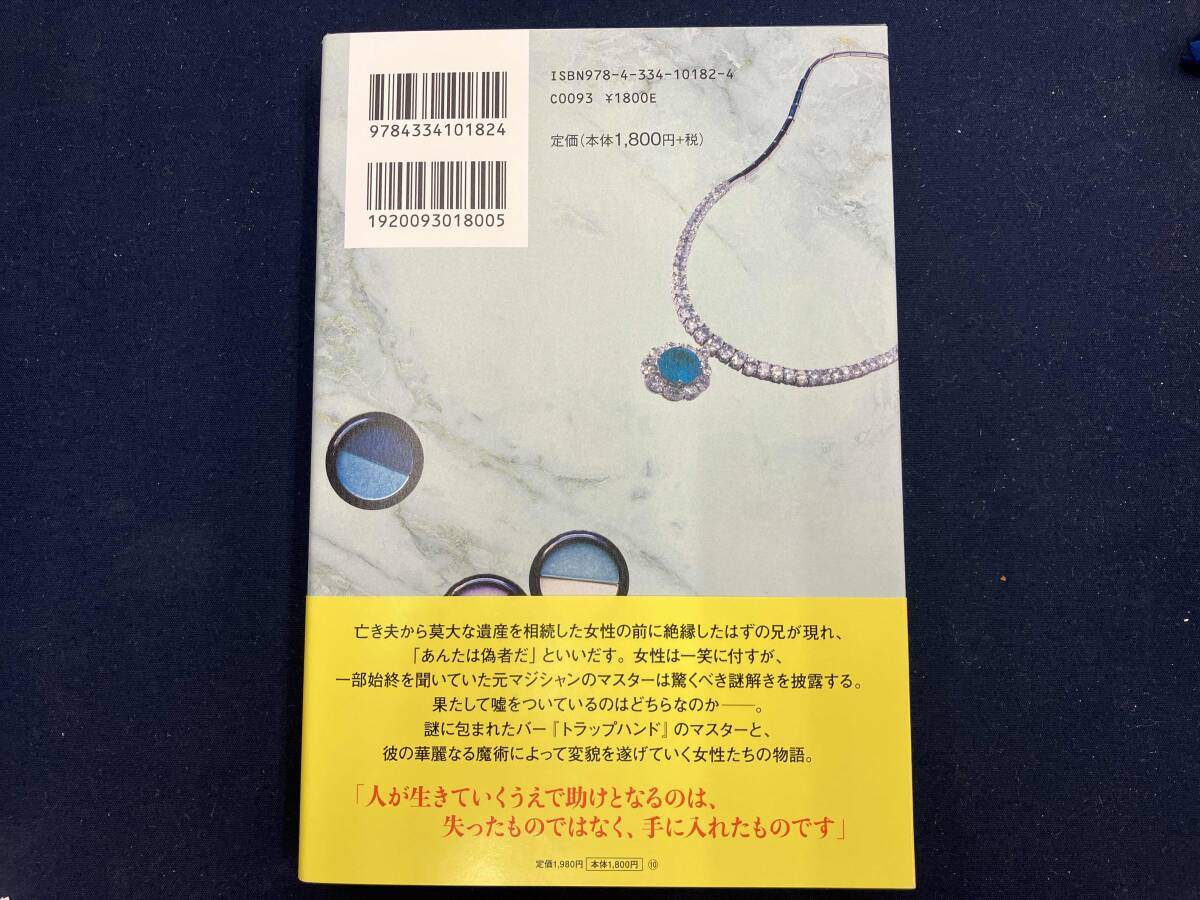 9784334101824
1920093018005
ISBN978-4-334-10182-4
C0093 ¥1800E
定価(本体1,800円+税)
亡き夫から莫大な遺産を相続した女性の前に絶縁したはずの兄が現れ、
「あんたは偽者だ」といいだす。女性は一笑に付すが、
一部始終を聞いていた元マジシャンのマスターは驚くべき謎解きを披露する。
果たして嘘をついているのはどちらなのか――。
謎に包まれたバー『トラップハンド』のマスターと、
彼の華麗なる魔術によって変貌を遂げていく女性たちの物語。
「人が生きていくうえで助けとなるのは、
失ったものではなく、手に入れたものです」
定価1,980円 本体1,800円 ⑩